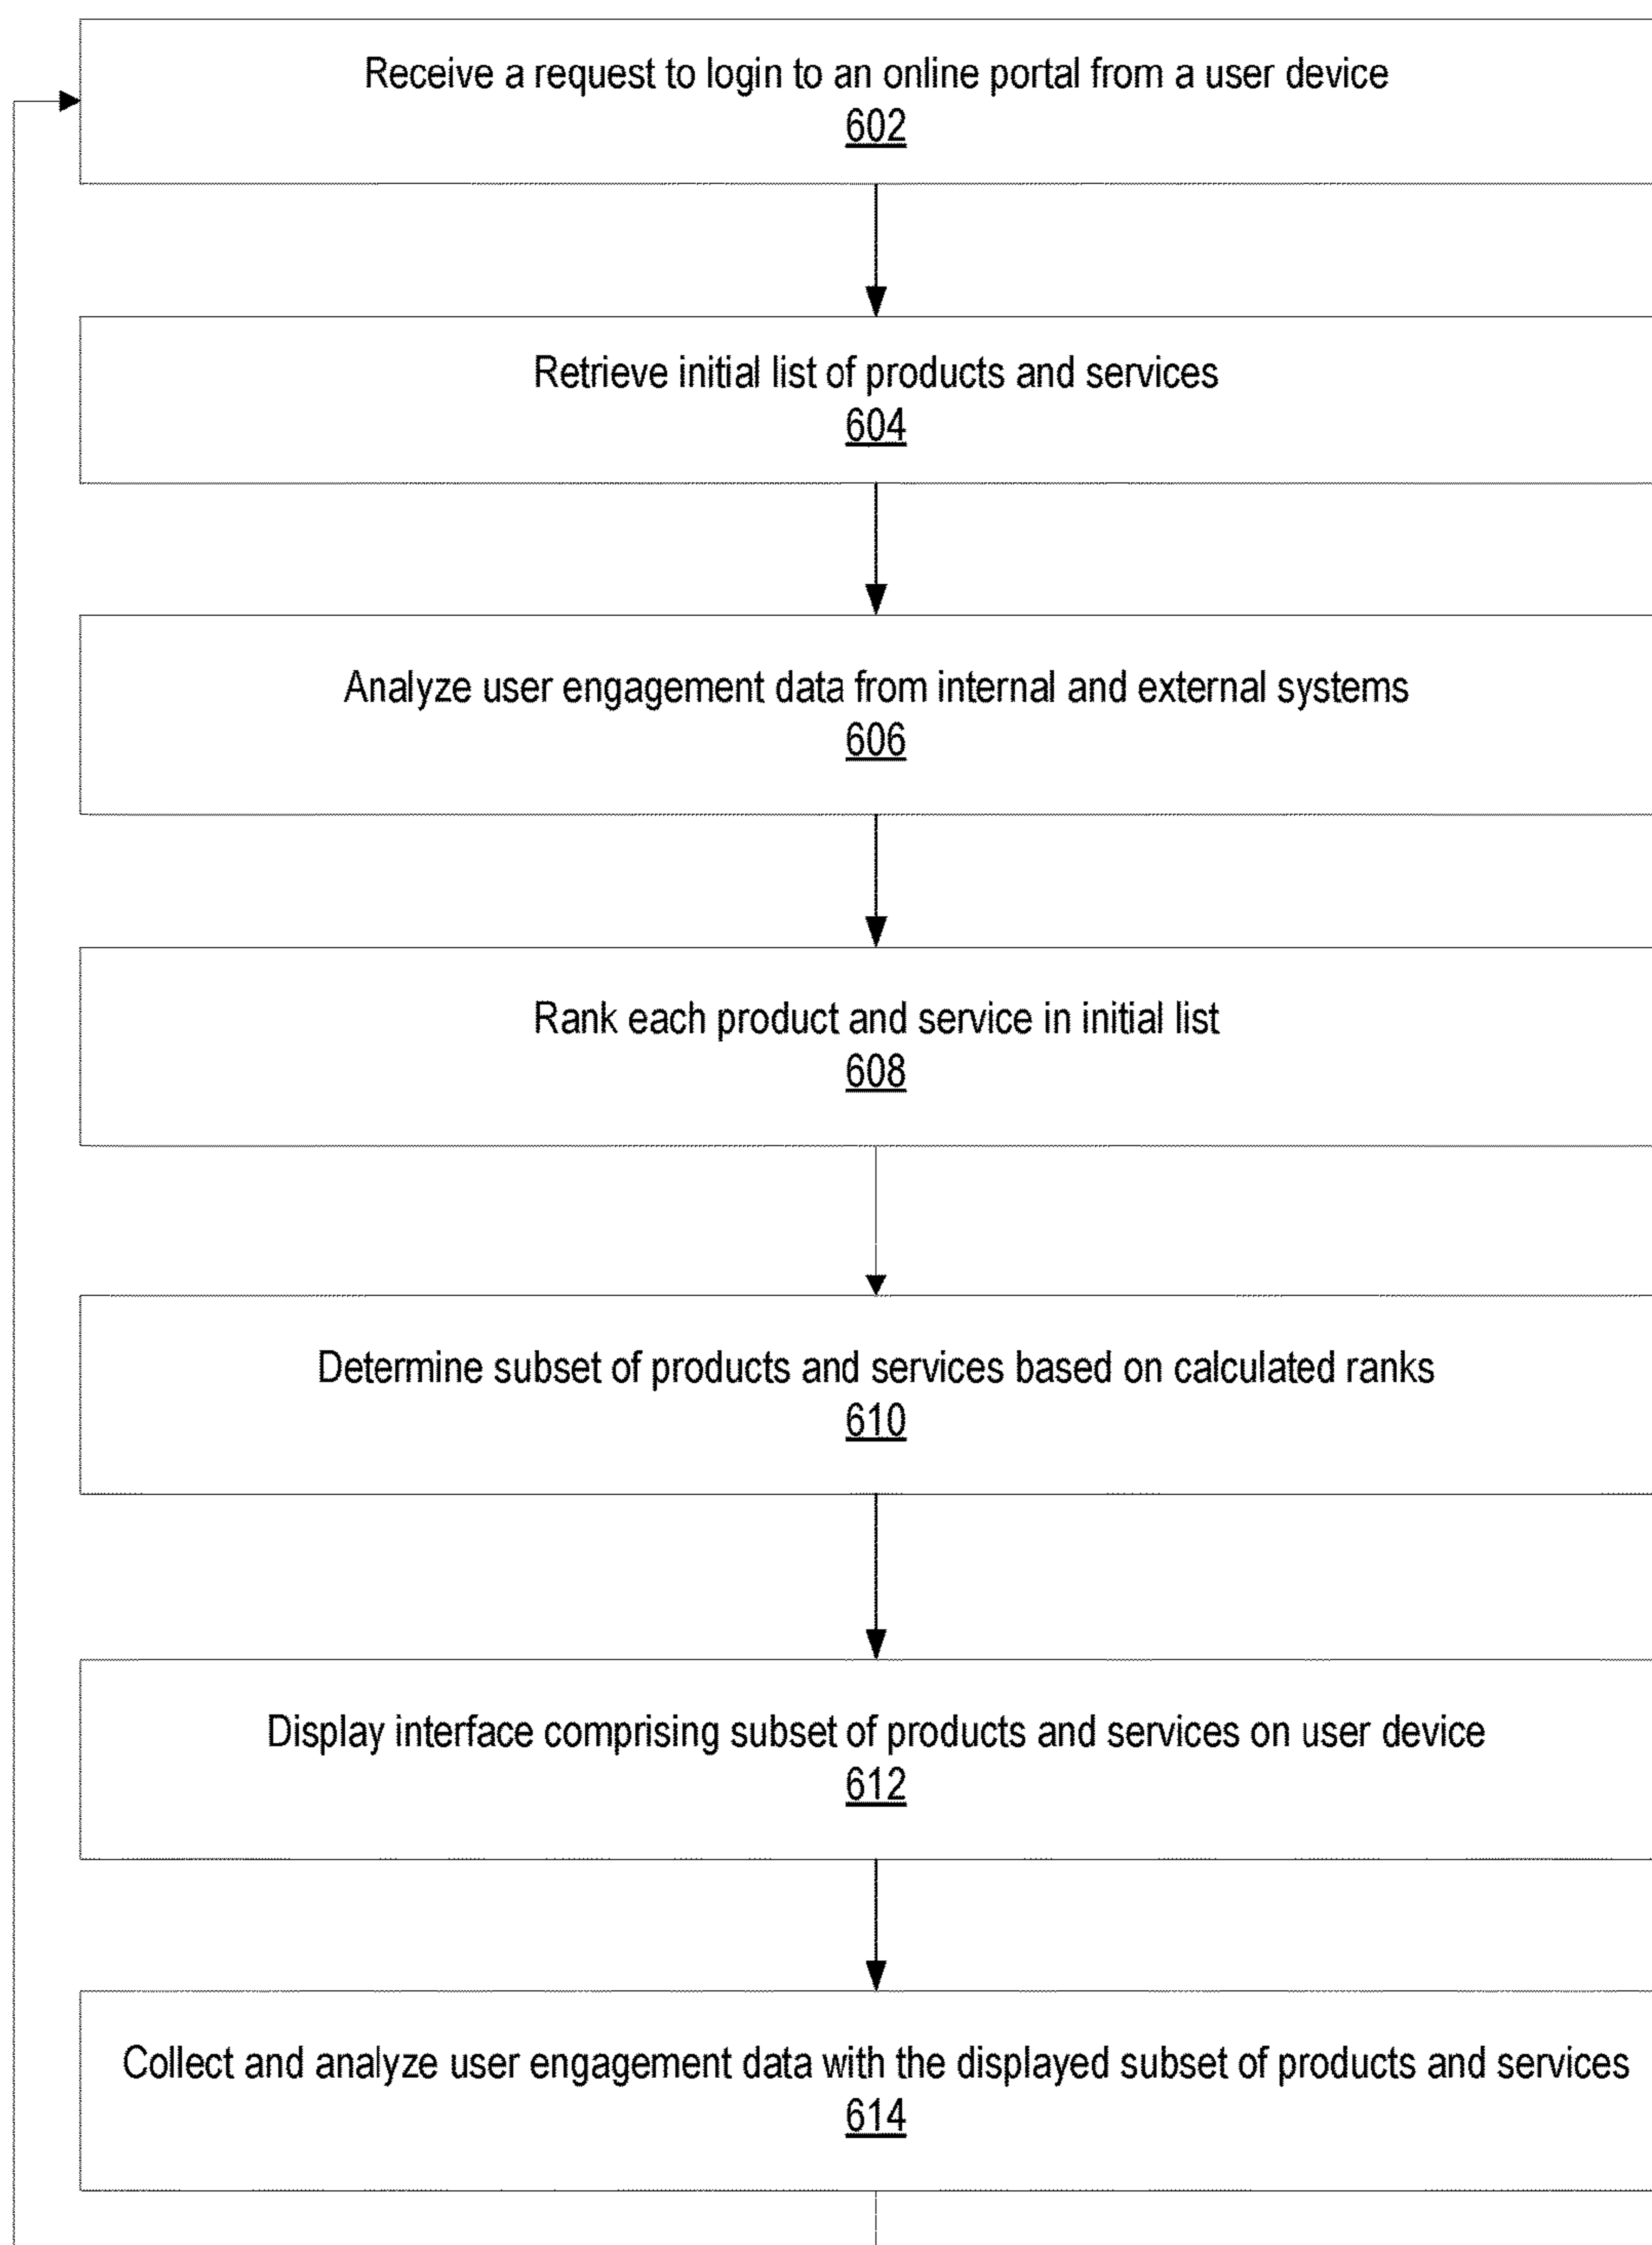 Receive a request to login to an online portal from a user device
602
Retrieve initial list of products and services
604
Analyze user engagement data from internal and external systems
606
Rank each product and service in initial list
608
Determine subset of products and services based on calculated ranks
610
Display interface comprising subset of products and services on user device
612
Collect and analyze user engagement data with the displayed subset of products and services
614